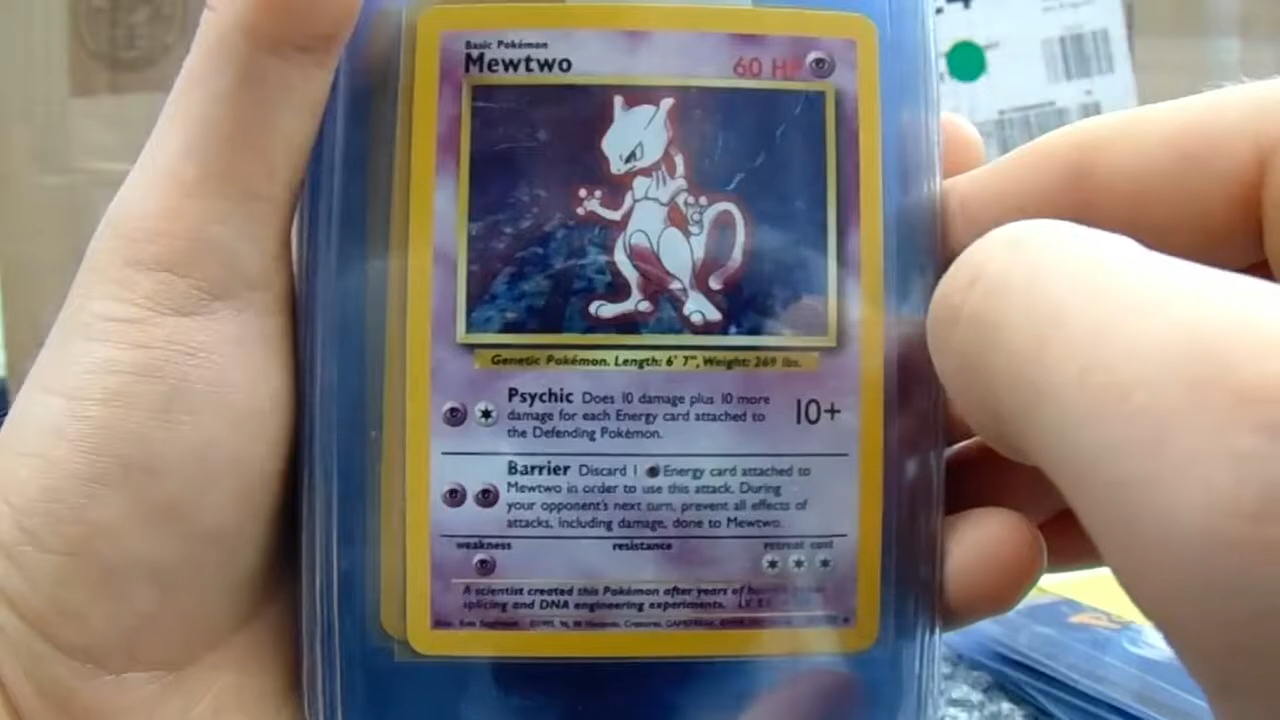 Basic Pokémon
Mewtwo
60 HP
Genetic Pokémon. Length: 6' 7", Weight: 269 lbs.
Psychic Does 10 damage plus 10 more
damage for each Energy card attached to
the Defending Pokémon.
10+
Barrier Discard 1 Energy card attached to
Mewtwo in order to use this attack. During
your opponent's next turn, prevent all effects of
attacks, including damage, done to Mewtwo.
weakness
resistance
retreat cost
A scientist created this Pokémon after years of
splicing and DNA engineering experiments.
Nintendo, Creatures, GAMEFREAK.